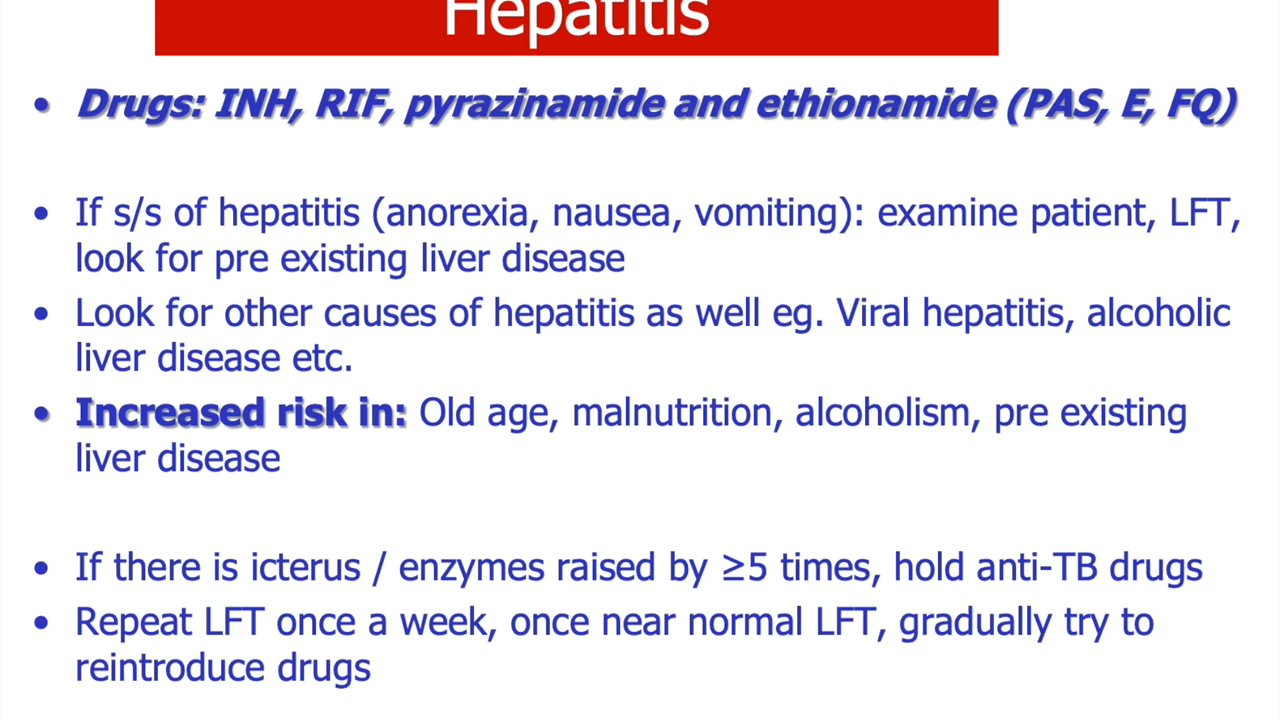 Hepatitis
• Drugs: INH, RIF, pyrazinamide and ethionamide (PAS, E, FQ)
• If s/s of hepatitis (anorexia, nausea, vomiting): examine patient, LFT,
look for pre existing liver disease
• Look for other causes of hepatitis as well eg. Viral hepatitis, alcoholic
liver disease etc.
• Increased risk in: Old age, malnutrition, alcoholism, pre existing
liver disease
• If there is icterus / enzymes raised by ≥5 times, hold anti-TB drugs
• Repeat LFT once a week, once near normal LFT, gradually try to
reintroduce drugs